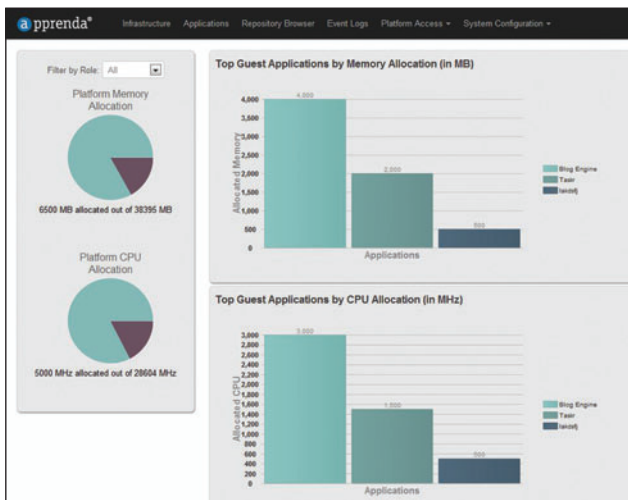 apprenda®
Infrastructure Applications Repository Browser Event Logs Platform Access System Configuration
Filter by Role: All
Platform Memory
Allocation
6500 MB allocated out of 38395 MB
Platform CPU
Allocation
5000 MHz allocated out of 28604 MHz
Top Guest Applications by Memory Allocation (in MB)
Allocated Memory
4,000
3,500
3,000
2,500
2,000
1,500
1,000
500
0
4,000
2,000
500
Applications
Blog Engine
Taskr
Top Guest Applications by CPU Allocation (in MHz)
Allocated CPU
3,000
2,800
2,600
2,400
2,200
2,000
1,800
1,600
1,400
1,200
1,000
800
600
400
200
0
3,000
1,500
500
Applications
Blog Engine
Taskr